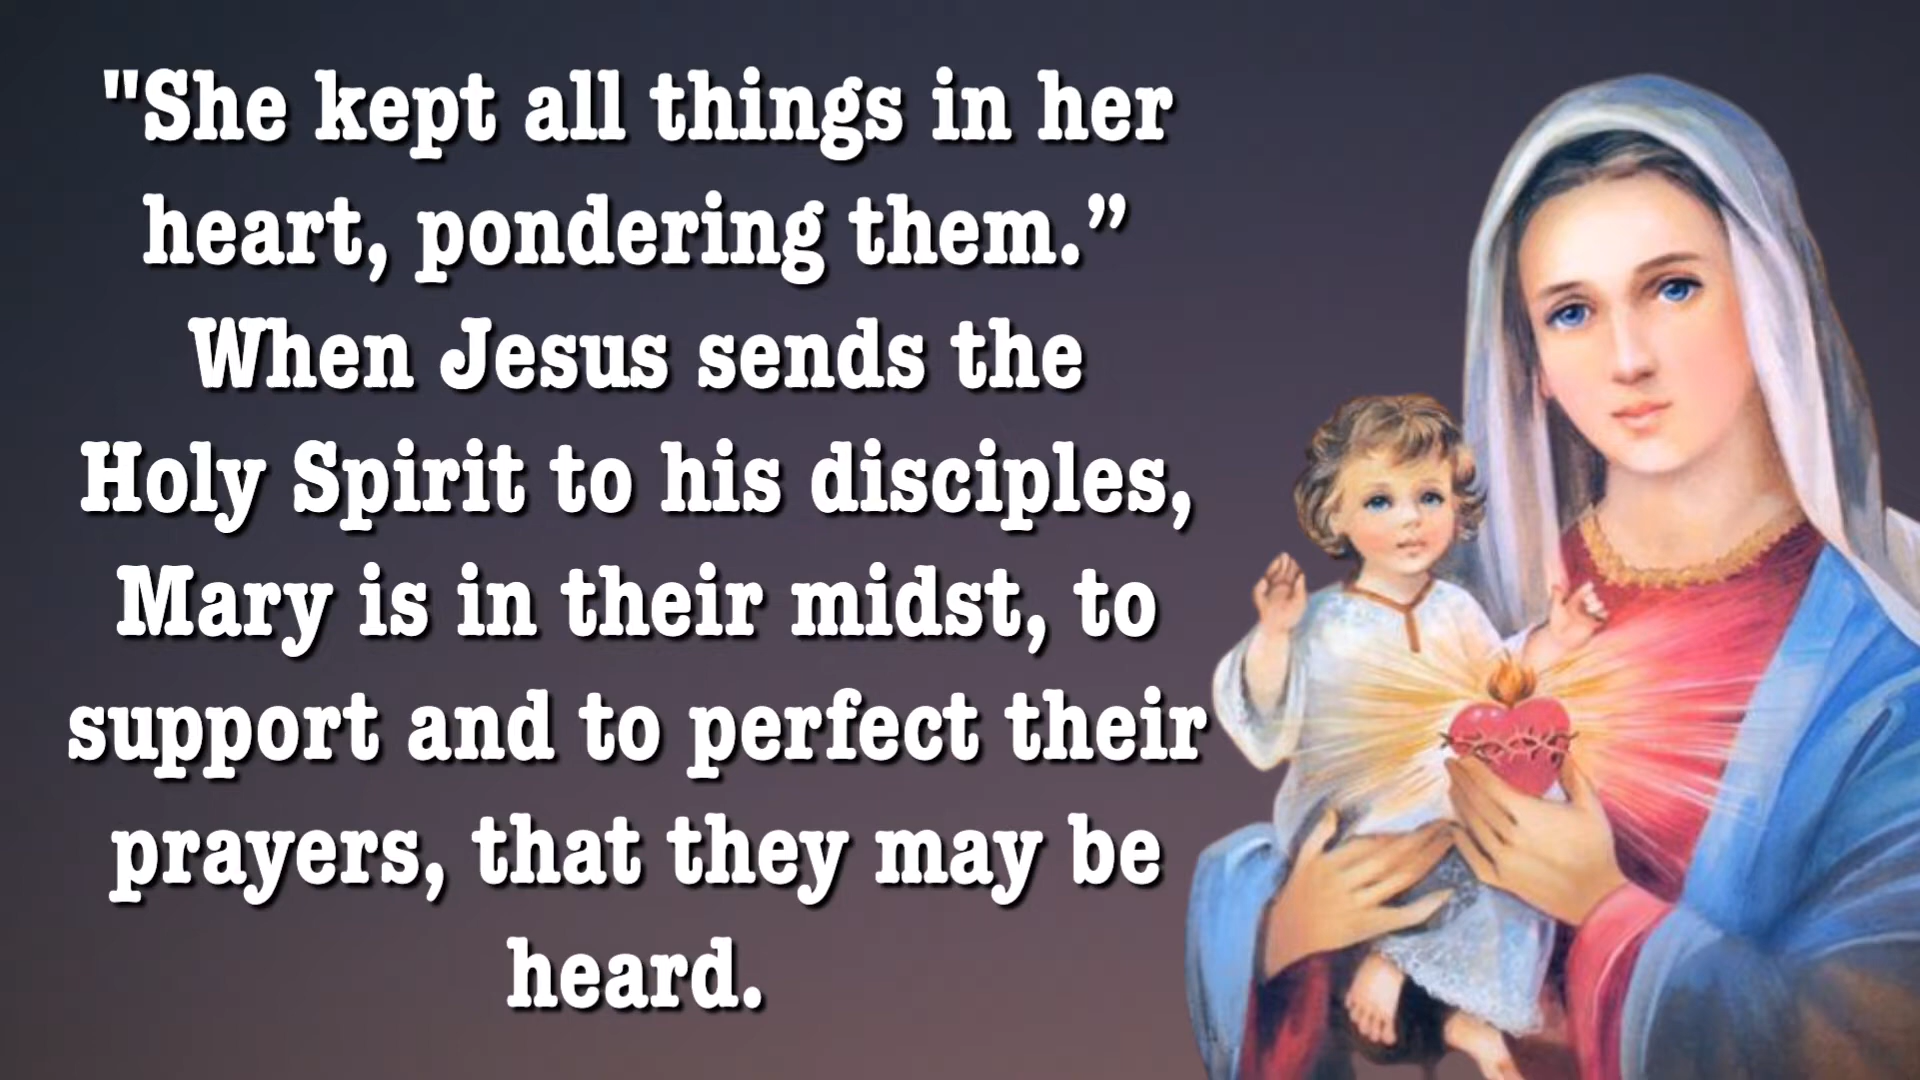 "She kept all things in her
heart, pondering them.”
When Jesus sends the
Holy Spirit to his disciples,
Mary is in their midst, to
support and to perfect their
prayers, that they may be
heard.